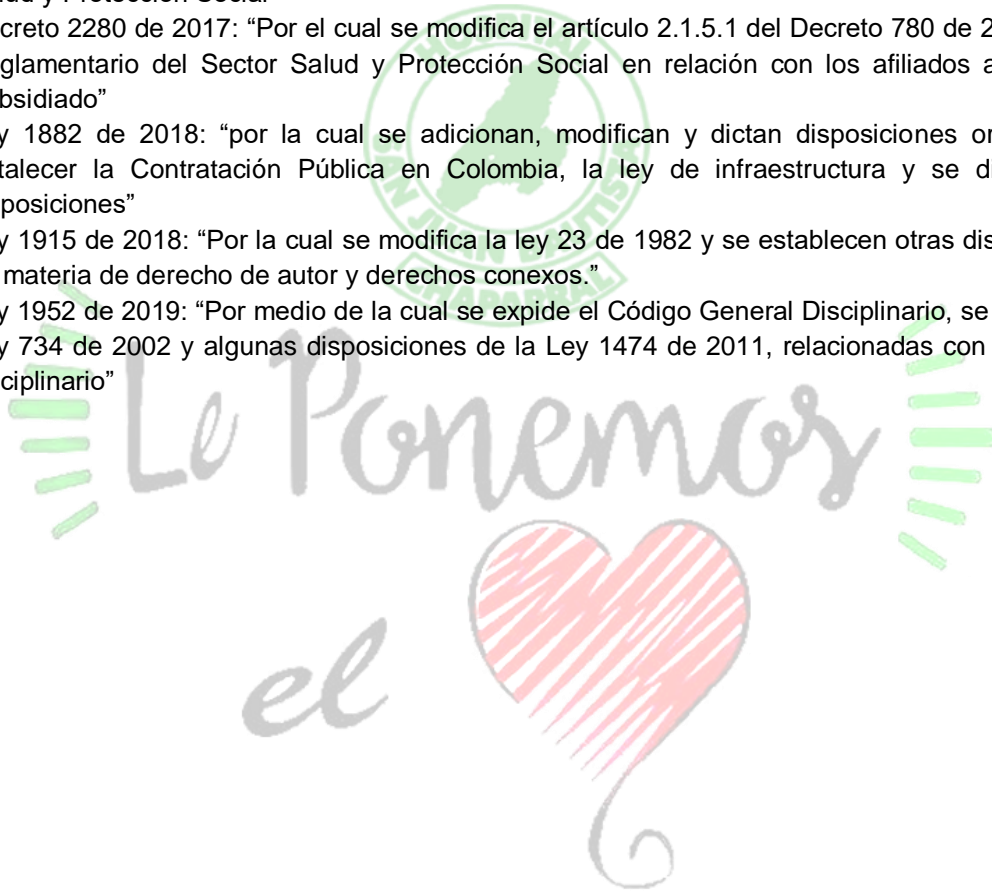 lud y Protección Social
creto 2280 de 2017: “Por el cual se modifica el artículo 2.1.5.1 del Decreto 780 de 2
glamentario del Sector Salud y Protección Social en relación con los afiliados a
bsidiado”
y 1882 de 2018: “por la cual se adicionan, modifican y dictan disposiciones or
talecer la Contratación Pública en Colombia, la ley de infraestructura y se di
posiciones”
y 1915 de 2018: “Por la cual se modifica la ley 23 de 1982 y se establecen otras dis
materia de derecho de autor y derechos conexos.”
y 1952 de 2019: “Por medio de la cual se expide el Código General Disciplinario, se
y 734 de 2002 y algunas disposiciones de la Ley 1474 de 2011, relacionadas con
ciplinario”
HOSPITAL
SAN JUAN BAUTISTA
CHAPARRAL
Le Ponemos
el